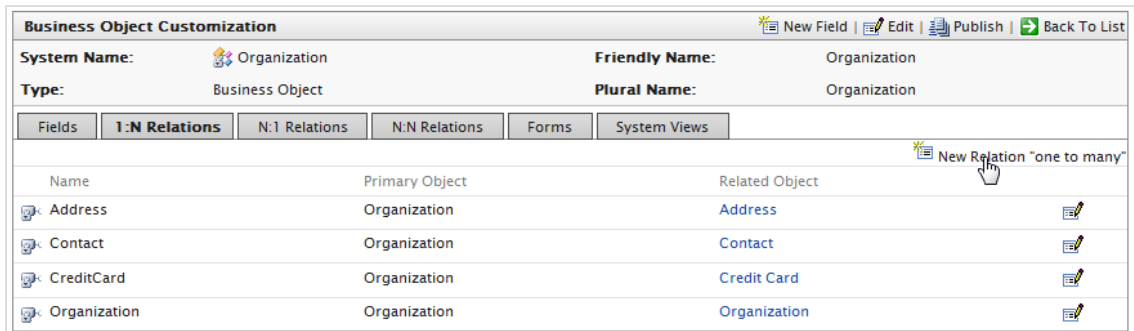 Business Object Customization New Field | Edit | Publish | Back To List
System Name: Organization Friendly Name: Organization
Type: Business Object Plural Name: Organization
Fields 1:N Relations N:1 Relations N:N Relations Forms System Views
New Relation "one to many"
Name Primary Object Related Object
Address Organization Address
Contact Organization Contact
CreditCard Organization Credit Card
Organization Organization Organization